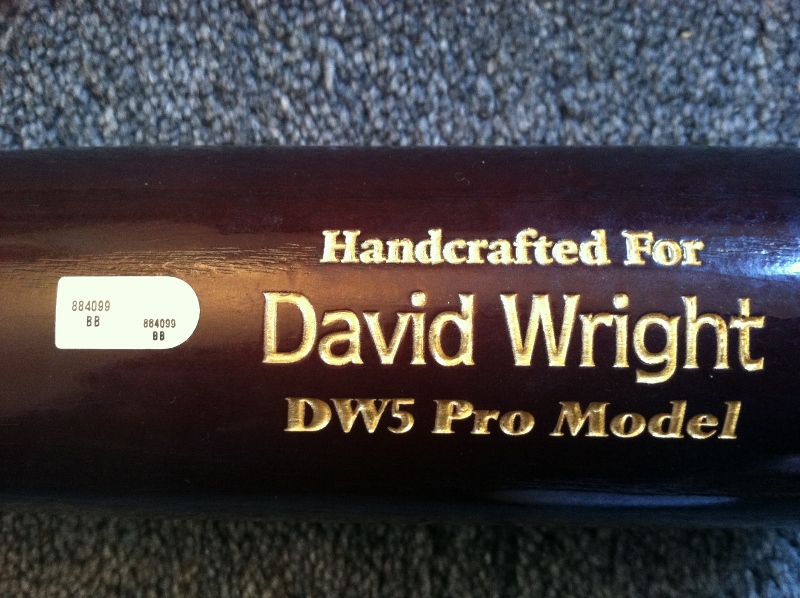 884099
BB
884099
BB
Handcrafted For
David Wright
DW5 Pro Model